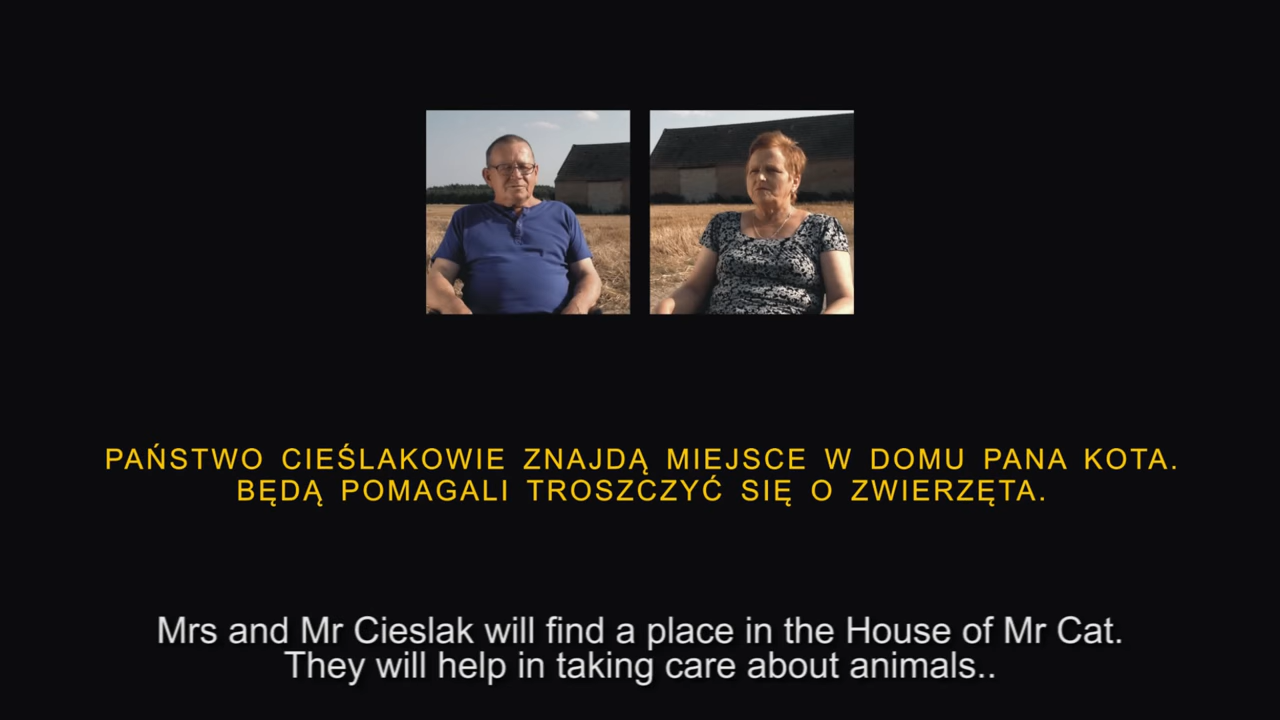 PAŃSTWO CIEŚLAKOWIE ZNAJDĄ MIEJSCE W DOMU PANA KOTA.
BĘDĄ POMAGALI TROSZCZYĆ SIĘ O ZWIERZĘTA.
Mrs and Mr Cieslak will find a place in the House of Mr Cat.
They will help in taking care about animals..